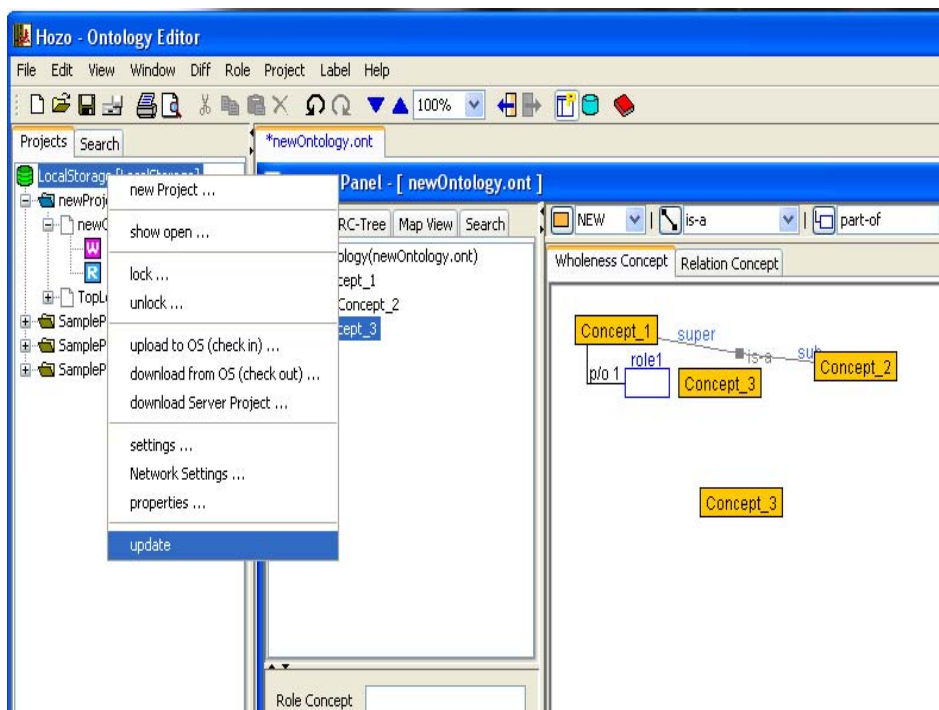 Hozo - Ontology Editor
File Edit View Window Diff Role Project Label Help
100%
Projects Search
*newOntology.ont
LocalStorage [LocalStorage]
newProj
newO
W
R
TopLe
SampleP
SampleP
SampleP
new Project ...
show open ...
lock ...
unlock ...
upload to OS (check in) ...
download from OS (check out) ...
download Server Project ...
settings ...
Network Settings ...
properties ...
update
Panel - [ newOntology.ont ]
RC-Tree Map View Search
ology(newOntology.ont)
cept_1
Concept_2
cept_3
Role Concept
NEW is-a part-of
Wholeness Concept Relation Concept
Concept_1 super
is-a sub Concept_2
p/o 1 role1
Concept_3
Concept_3